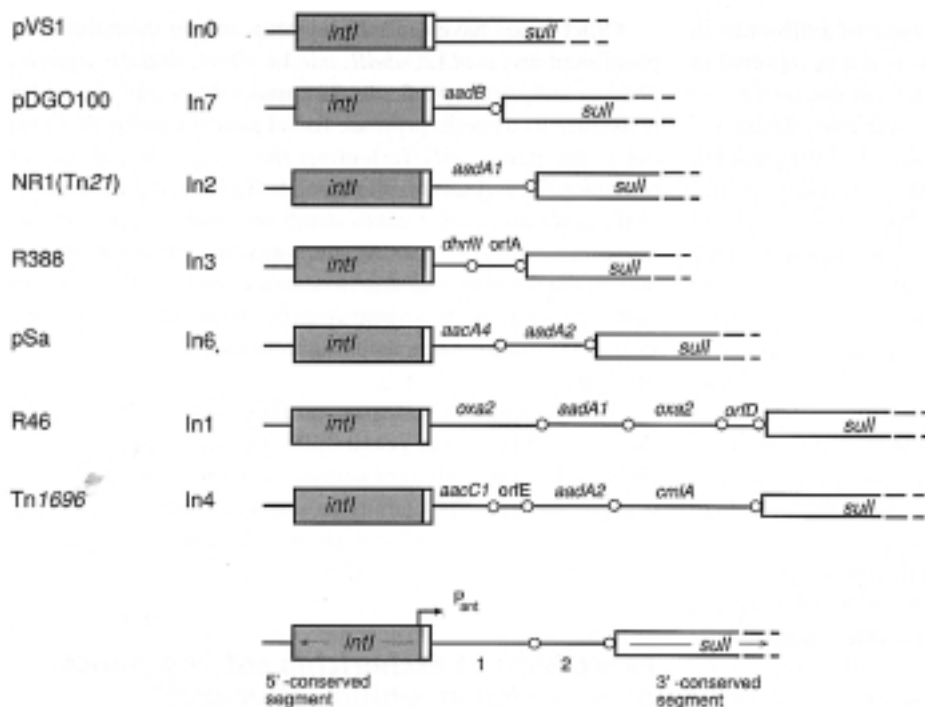 pVS1 In0 intI sulI
pDGO100 In7 intI aadB sulI
NR1(Tn21) In2 intI aadA1 sulI
R388 In3 intI dhfrII orfA sulI
pSa In6 intI aacA4 aadA2 sulI
R46 In1 intI oxa2 aadA1 oxa2 orfD sulI
Tn1696 In4 intI aacC1 orfE aadA2 cmlA sulI
Pant
intI sulI
1 2
5'-conserved segment
3'-conserved segment